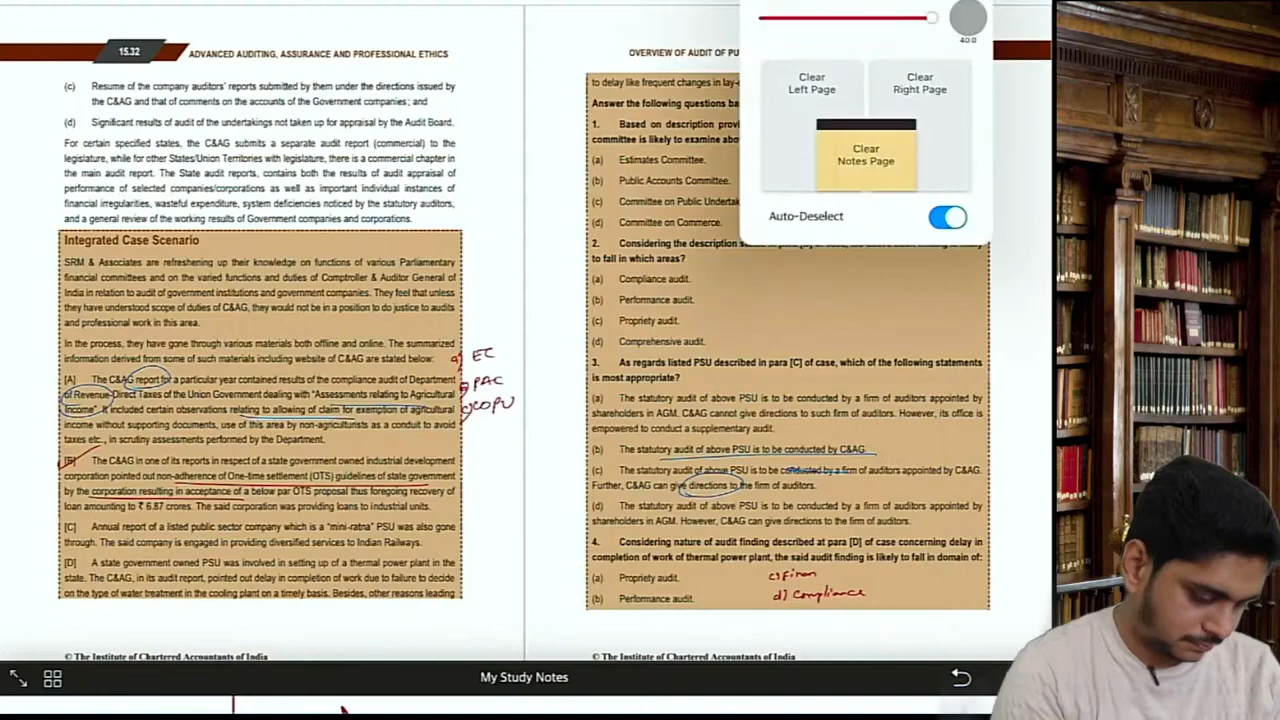 15.32
ADVANCED AUDITING, ASSURANCE AND PROFESSIONAL ETHICS
(c) Resume of the company auditors' reports submitted by them under the directions issued by
the C&AG and that of comments on the accounts of the Government companies; and
(d) Significant results of audit of the undertakings not taken up for appraisal by the Audit Board.
For certain specified states, the C&AG submits a separate audit report (commercial) to the
legislature, while for other States/Union Territories with legislature, there is a commercial chapter in
the main audit report. The State audit reports, contains both the results of audit appraisal of
performance of selected companies/corporations as well as important individual instances of
financial irregularities, wasteful expenditure, system deficiencies noticed by the statutory auditors,
and a general review of the working results of Government companies and corporations.
Integrated Case Scenario
SRM & Associates are refreshening up their knowledge on functions of various Parliamentary
financial committees and on the varied functions and duties of Comptroller & Auditor General of
India in relation to audit of government institutions and government companies. They feel that unless
they have understood scope of duties of C&AG, they would not be in a position to do justice to audits
and professional work in this area.
In the process, they have gone through various materials both offline and online. The summarized
information derived from some of such materials including website of C&AG are stated below:
[A] The C&AG report for a particular year contained results of the compliance audit of Department
of Revenue-Direct Taxes of the Union Government dealing with "Assessments relating to Agricultural
Income". It included certain observations relating to allowing of claim for exemption of agricultural
income without supporting documents, use of this area by non-agriculturists as a conduit to avoid
taxes etc., in scrutiny assessments performed by the Department.
[B] The C&AG in one of its reports in respect of a state government owned industrial development
corporation pointed out non-adherence of One-time settlement (OTS) guidelines of state government
by the corporation resulting in acceptance of a below par OTS proposal thus foregoing recovery of
loan amounting to ₹ 6.87 crores. The said corporation was providing loans to industrial units.
[C] Annual report of a listed public sector company which is a "mini-ratna" PSU was also gone
through. The said company is engaged in providing diversified services to Indian Railways.
[D] A state government owned PSU was involved in setting up of a thermal power plant in the
state. The C&AG, in its audit report, pointed out delay in completion of work due to failure to decide
on the type of water treatment in the cooling plant on a timely basis. Besides, other reasons leading
© The Institute of Chartered Accountants of India
EC
PAC
COPU
OVERVIEW OF AUDIT OF
to delay like frequent changes in
Answer the following questions
1. Based on description
committee is likely to examine
(a) Estimates Committee.
(b) Public Accounts Committee.
(c) Committee on Public
(d) Committee on Commerce.
2. Considering the description
to fall in which areas?
(a) Compliance audit.
(b) Performance audit.
(c) Propriety audit.
(d) Comprehensive audit.
3. As regards listed PSU described in para [C] of case, which of the following statements
is most appropriate?
(a) The statutory audit of above PSU is to be conducted by a firm of auditors appointed by
shareholders in AGM. C&AG cannot give directions to such firm of auditors. However, its office is
empowered to conduct a supplementary audit.
(b) The statutory audit of above PSU is to be conducted by C&AG.
(c) The statutory audit of above PSU is to be conducted by a firm of auditors appointed by C&AG.
Further, C&AG can give directions to the firm of auditors.
(d) The statutory audit of above PSU is to be conducted by a firm of auditors appointed by
shareholders in AGM. However, C&AG can give directions to the firm of auditors.
4. Considering nature of audit finding described at para [D] of case concerning delay in
completion of work of thermal power plant, the said audit finding is likely to fall in domain of:
(a) Propriety audit.
(b) Performance audit.
c) Finan
d) Compliance
© The Institute of Chartered Accountants of India
40.0
Clear
Left Page
Clear
Right Page
Clear
Notes Page
Auto-Deselect
My Study Notes